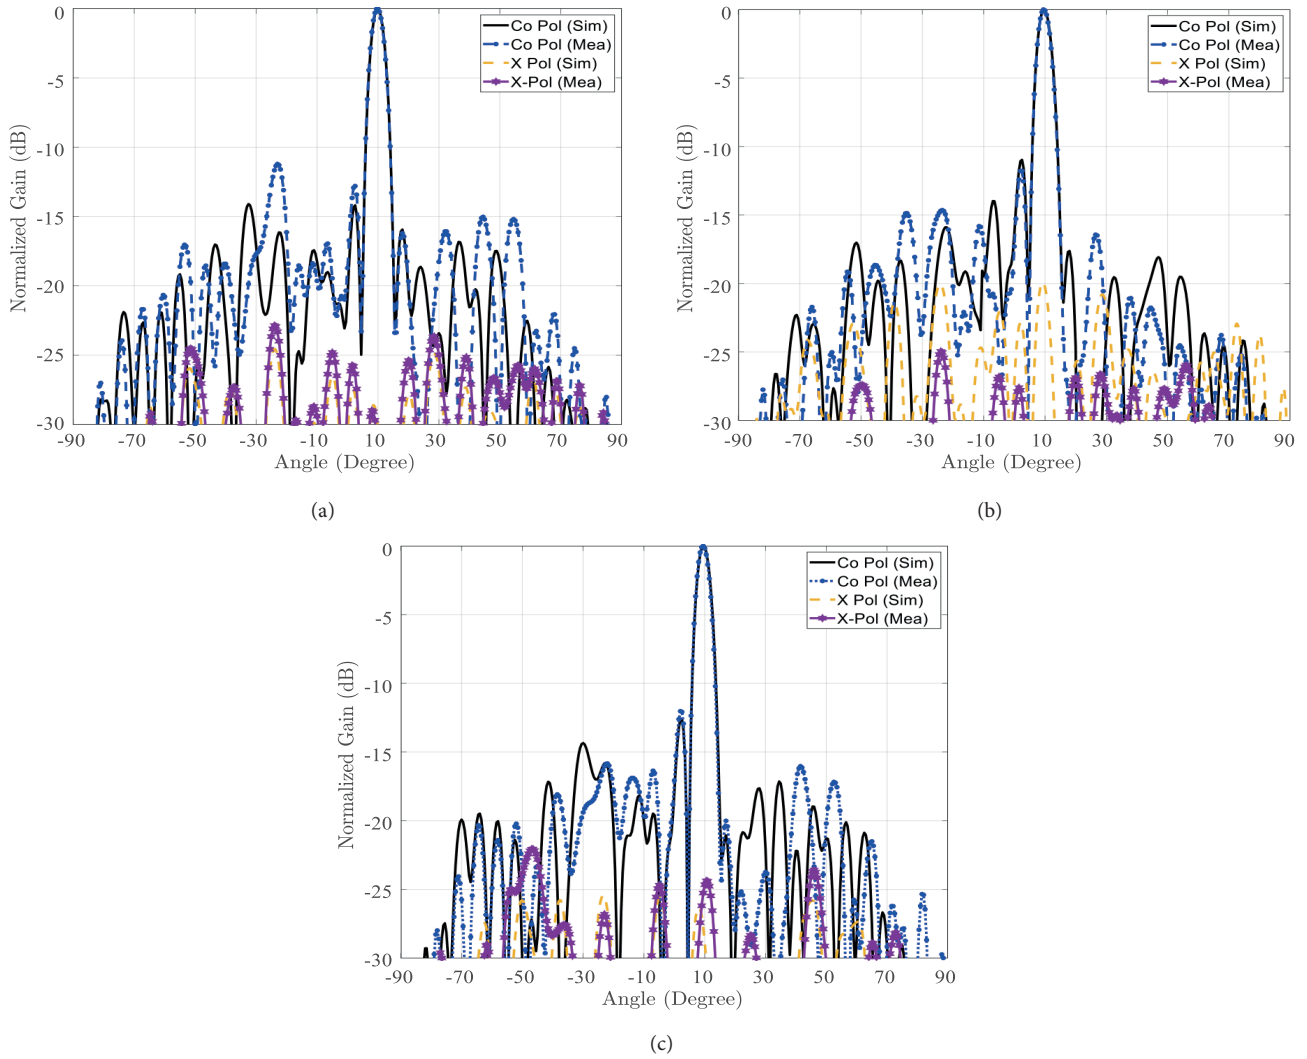 0
-5
-10
-15
-20
-25
-30
Normalized Gain (dB)
Co Pol (Sim)
Co Pol (Mea)
X Pol (Sim)
X-Pol (Mea)
-90 -70 -50 -30 -10 10 30 50 70 90
Angle (Degree)
(a)
0
-5
-10
-15
-20
-25
-30
Normalized Gain (dB)
Co Pol (Sim)
Co Pol (Mea)
X Pol (Sim)
X-Pol (Mea)
-90 -70 -50 -30 -10 10 30 50 70 90
Angle (Degree)
(b)
0
-5
-10
-15
-20
-25
-30
Normalized Gain (dB)
Co Pol (Sim)
Co Pol (Mea)
X Pol (Sim)
X-Pol (Mea)
-90 -70 -50 -30 -10 10 30 50 70 90
Angle (Degree)
(c)